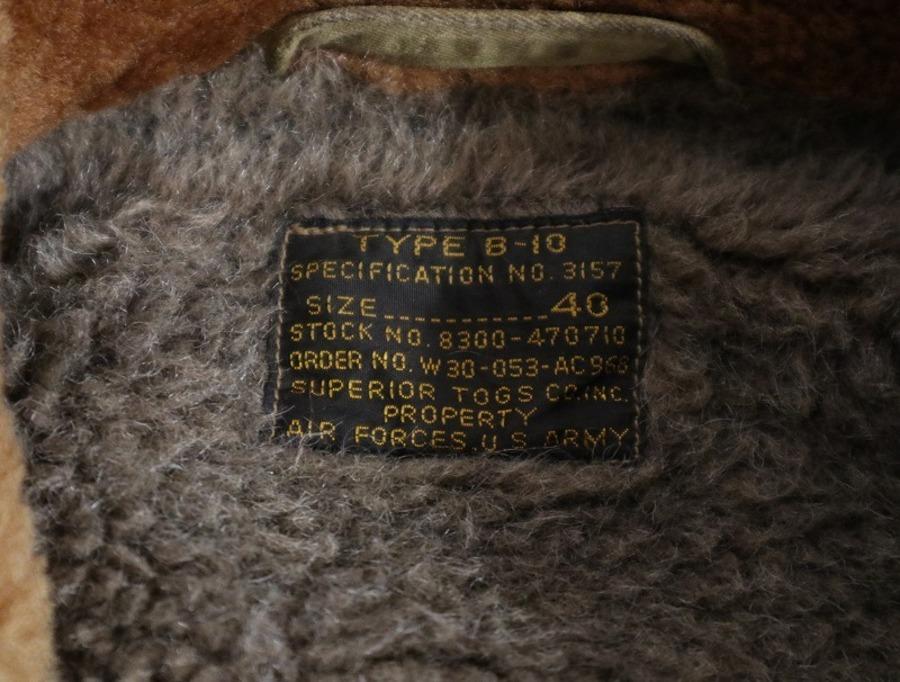 TYPE B-10
SPECIFICATION NO. 3157
SIZE..........40
STOCK NO. 8300-470710
ORDER NO. W30-053-AC968
SUPERIOR TOGS CO.INC.
PROPERTY
AIR FORCES.U.S.ARMY